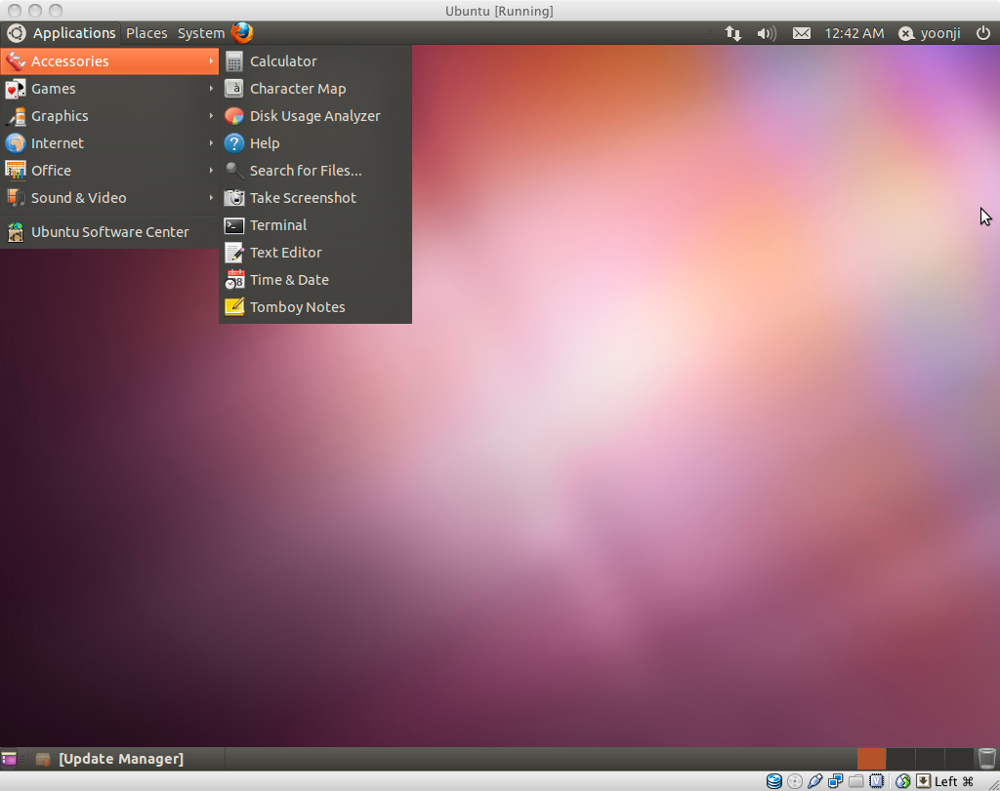 Ubuntu [Running]
Applications Places System 12:42 AM yoonji
Accessories
Games
Graphics
Internet
Office
Sound & Video
Ubuntu Software Center
Calculator
Character Map
Disk Usage Analyzer
Help
Search for Files...
Take Screenshot
Terminal
Text Editor
Time & Date
Tomboy Notes
[Update Manager]
Left ⌘